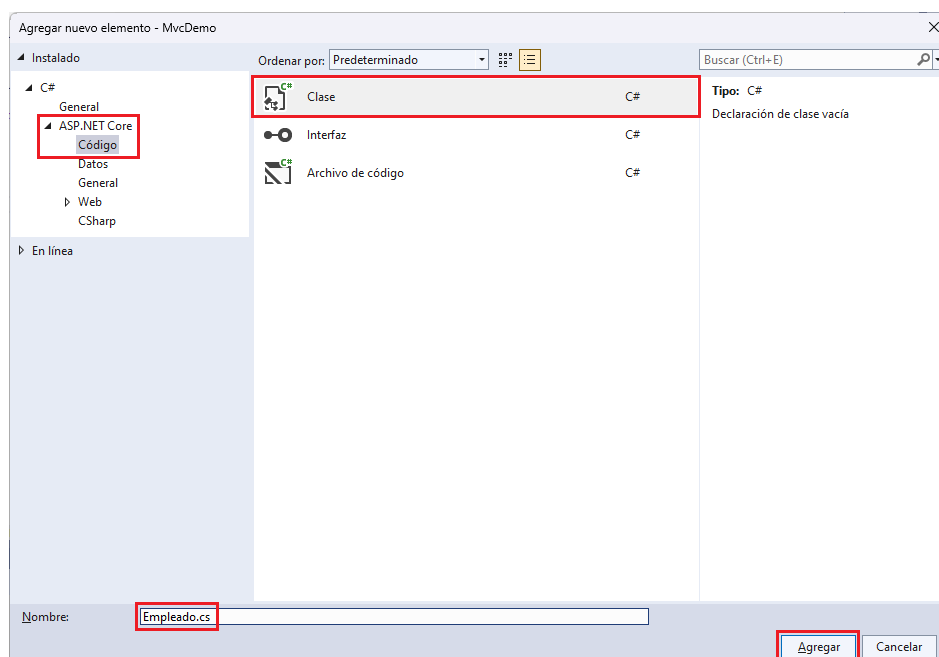 Agregar nuevo elemento - MvcDemo
Instalado
C#
General
ASP.NET Core
Código
Datos
General
Web
CSharp
En línea
Ordenar por: Predeterminado
Buscar (Ctrl+E)
C# Clase C#
Interfaz C#
C# Archivo de código C#
Tipo: C#
Declaración de clase vacía
Nombre: Empleado.cs
Agregar Cancelar